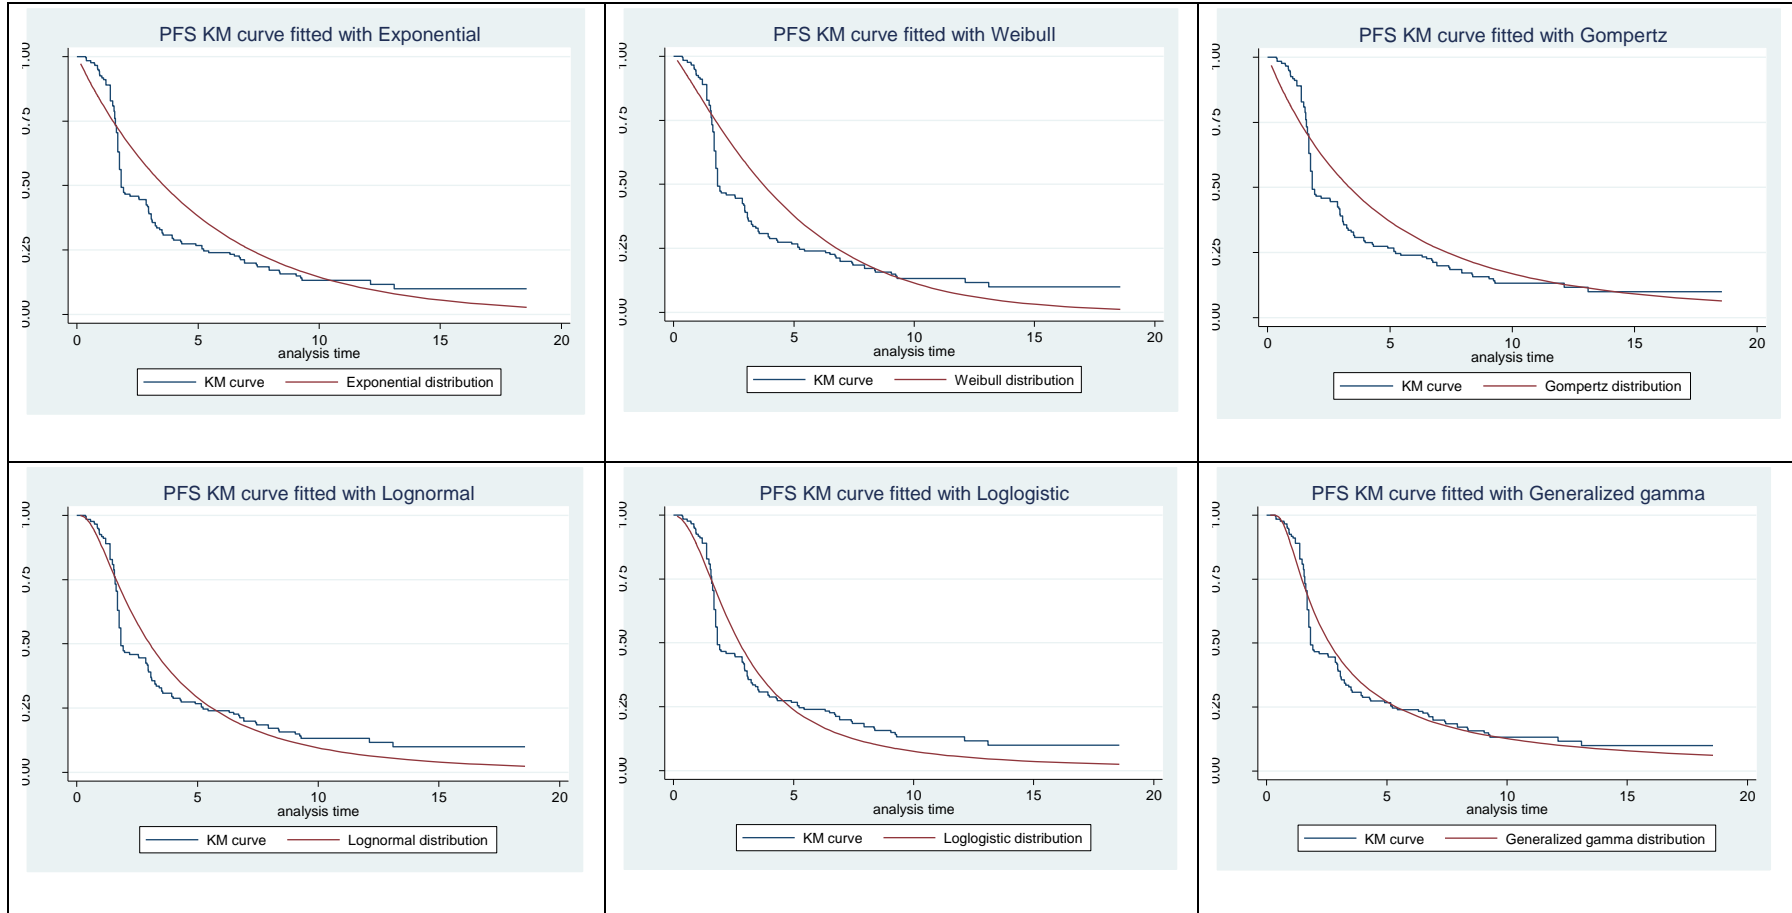 PFS KM curve fitted with Exponential
1.00
0.75
0.50
0.25
0.00
0 5 10 15 20
analysis time
KM curve Exponential distribution
PFS KM curve fitted with Weibull
1.00
0.75
0.50
0.25
0.00
0 5 10 15 20
analysis time
KM curve Weibull distribution
PFS KM curve fitted with Gompertz
1.00
0.75
0.50
0.25
0.00
0 5 10 15 20
analysis time
KM curve Gompertz distribution
PFS KM curve fitted with Lognormal
1.00
0.75
0.50
0.25
0.00
0 5 10 15 20
analysis time
KM curve Lognormal distribution
PFS KM curve fitted with Loglogistic
1.00
0.75
0.50
0.25
0.00
0 5 10 15 20
analysis time
KM curve Loglogistic distribution
PFS KM curve fitted with Generalized gamma
1.00
0.75
0.50
0.25
0.00
0 5 10 15 20
analysis time
KM curve Generalized gamma distribution